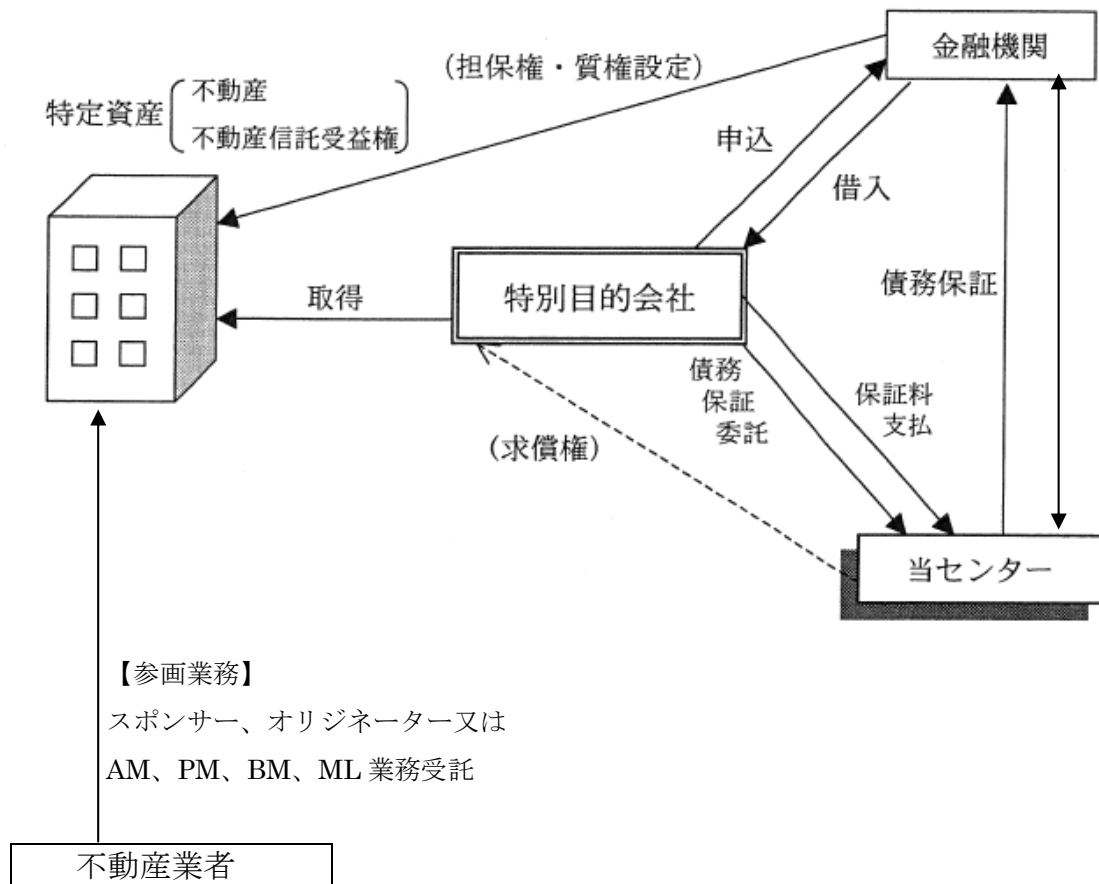 金融機関
(担保権・質権設定)
特定資産
不動産
不動産信託受益権
申込
借入
債務保証
取得
特別目的会社
債務
保証
委託
保証料
支払
(求償権)
当センター
【参画業務】
スポンサー、オリジネーター又は
AM、PM、BM、ML 業務受託
不動産業者